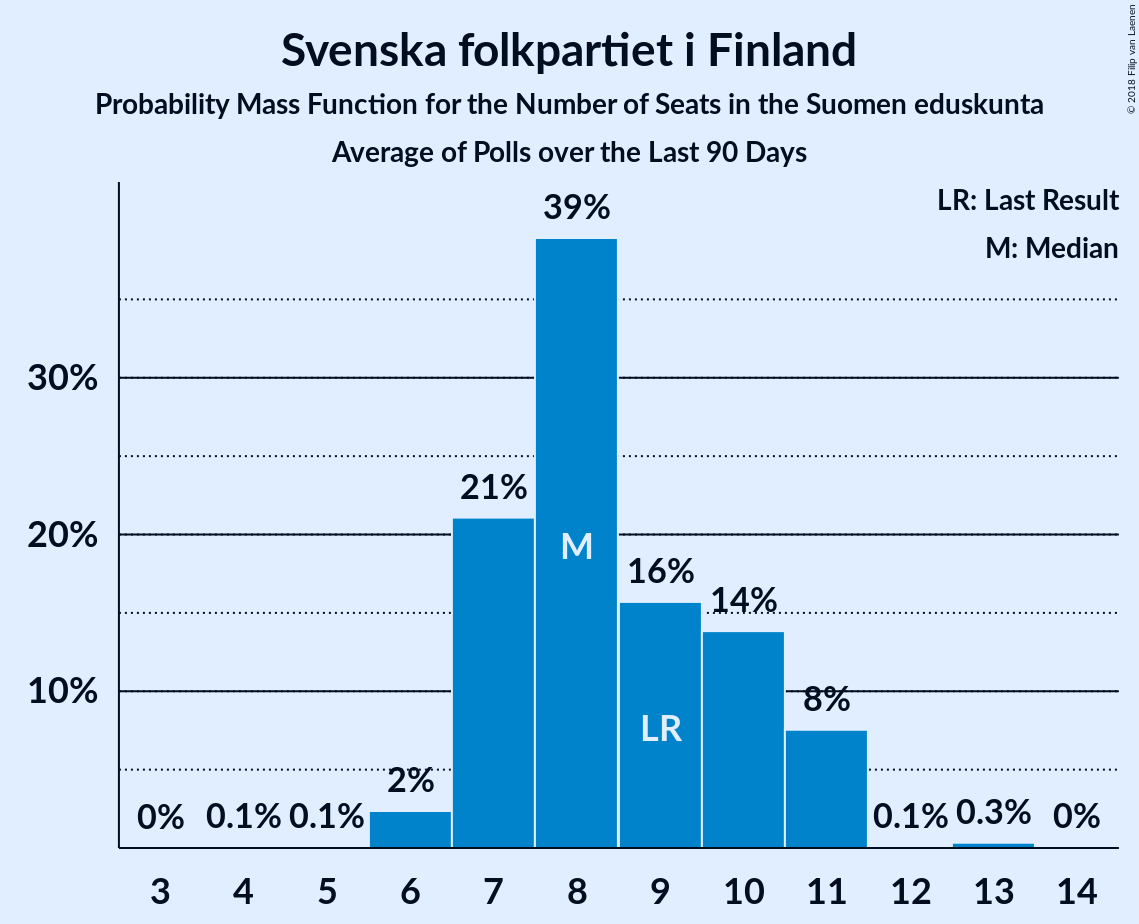 Svenska folkpartiet i Finland
Probability Mass Function for the Number of Seats in the Suomen eduskunta
Average of Polls over the Last 90 Days
© 2018 Filip van Laenen
LR: Last Result
M: Median
39%
30%
21%
20%
M
16%
14%
10%
8%
LR
2%
0% 0.1% 0.1% 0.1% 0.3% 0%
3 4 5 6 7 8 9 10 11 12 13 14